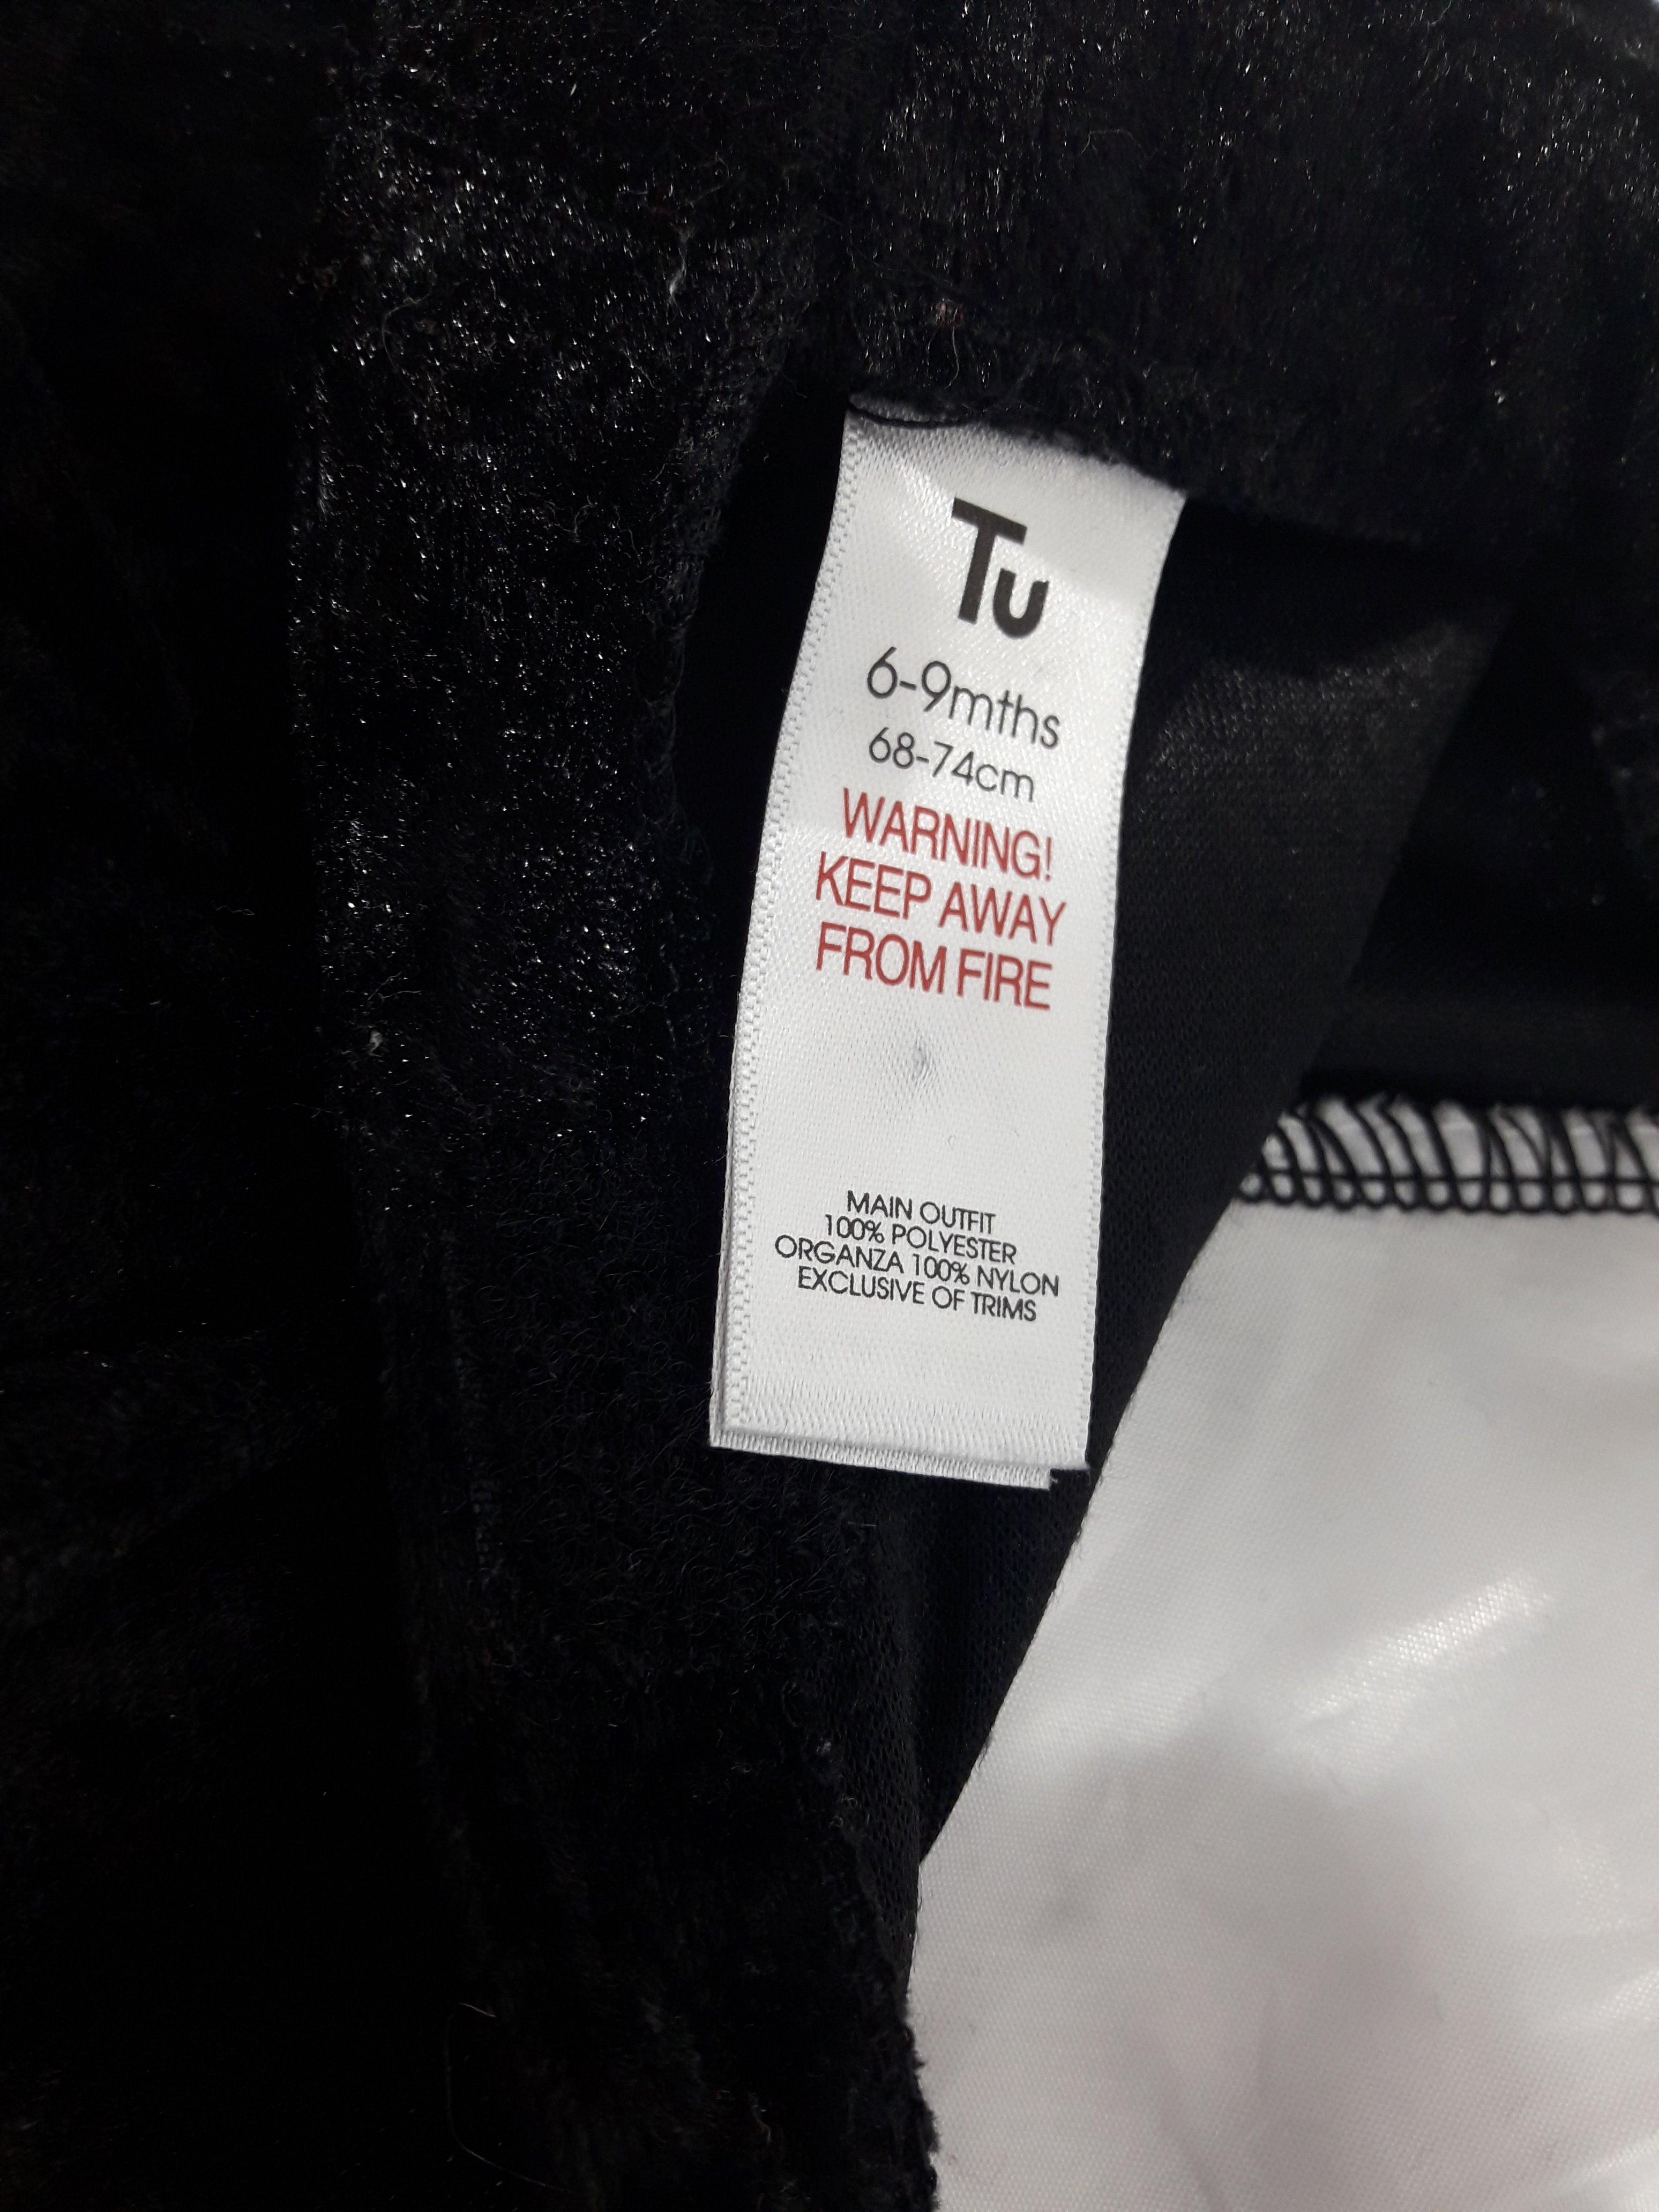 Tu
6-9mths
68-74cm
WARNING!
KEEP AWAY
FROM FIRE
MAIN OUTFIT
100% POLYESTER
ORGANZA 100% NYLON
EXCLUSIVE OF TRIMS